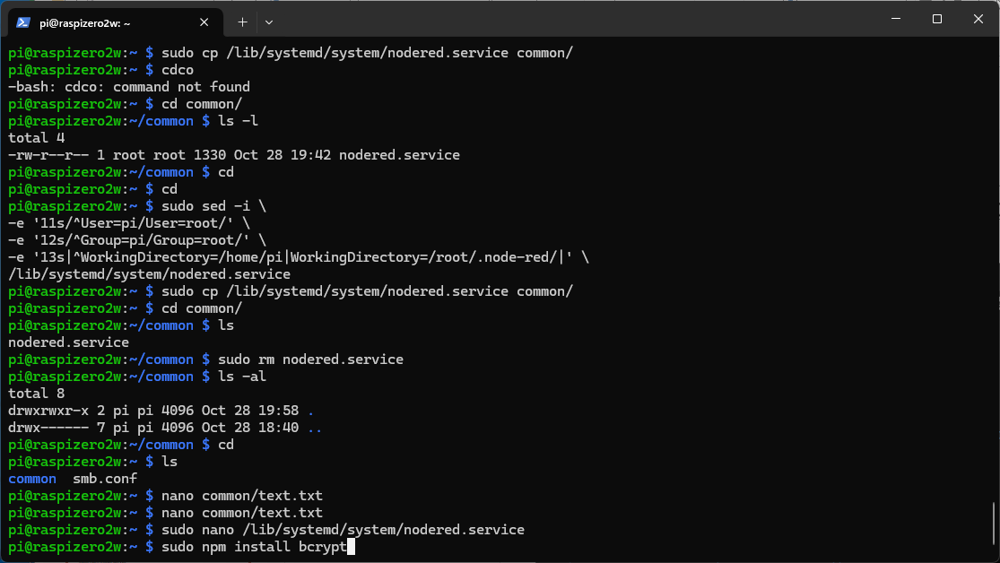 pi@raspizero2w: ~
pi@raspizero2w:~ $ sudo cp /lib/systemd/system/nodered.service common/
pi@raspizero2w:~ $ cdco
-bash: cdco: command not found
pi@raspizero2w:~ $ cd common/
pi@raspizero2w:~/common $ ls -l
total 4
-rw-r--r-- 1 root root 1330 Oct 28 19:42 nodered.service
pi@raspizero2w:~/common $ cd
pi@raspizero2w:~ $ cd
pi@raspizero2w:~ $ sudo sed -i \
-e '11s/^User=pi/User=root/' \
-e '12s/^Group=pi/Group=root/' \
-e '13s|^WorkingDirectory=/home/pi|WorkingDirectory=/root/.node-red/|' \
/lib/systemd/system/nodered.service
pi@raspizero2w:~ $ sudo cp /lib/systemd/system/nodered.service common/
pi@raspizero2w:~ $ cd common/
pi@raspizero2w:~/common $ ls
nodered.service
pi@raspizero2w:~/common $ sudo rm nodered.service
pi@raspizero2w:~/common $ ls -al
total 8
drwxrwxr-x 2 pi pi 4096 Oct 28 19:58 .
drwx------ 7 pi pi 4096 Oct 28 18:40 ..
pi@raspizero2w:~/common $ cd
pi@raspizero2w:~ $ ls
common  smb.conf
pi@raspizero2w:~ $ nano common/text.txt
pi@raspizero2w:~ $ nano common/text.txt
pi@raspizero2w:~ $ sudo nano /lib/systemd/system/nodered.service
pi@raspizero2w:~ $ sudo npm install bcrypt